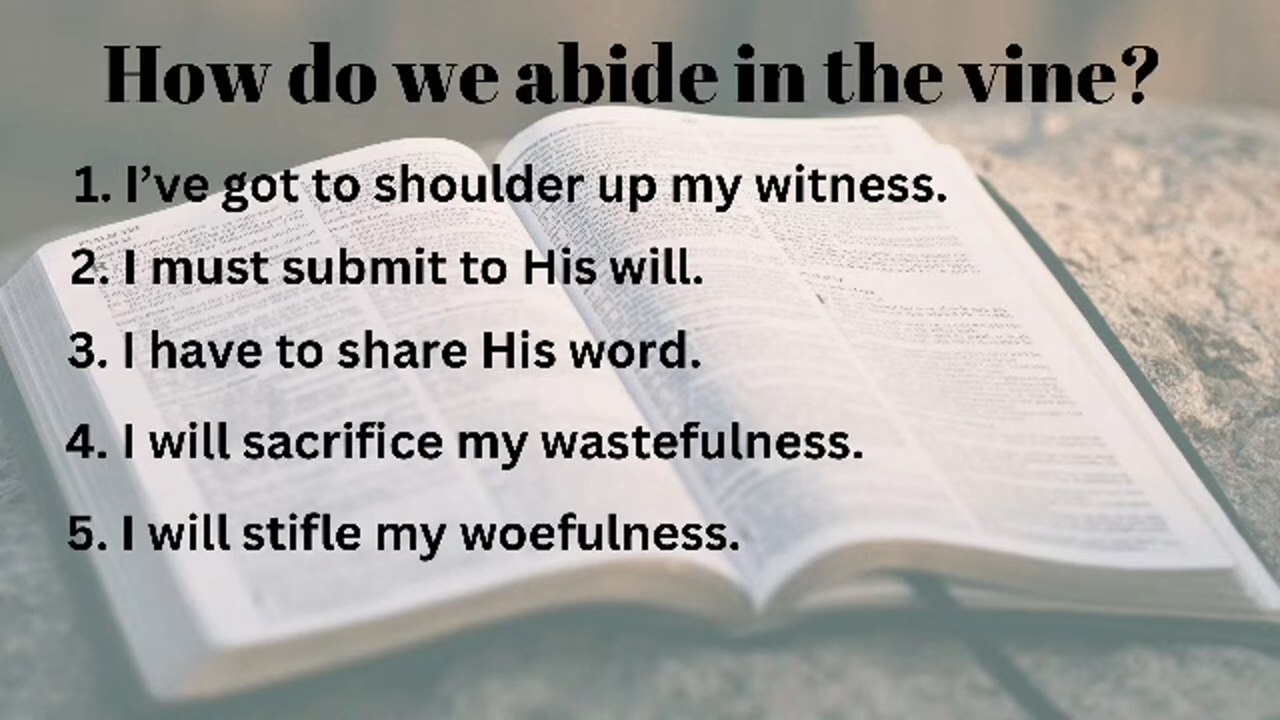 How do we abide in the vine?
1. I’ve got to shoulder up my witness.
2. I must submit to His will.
3. I have to share His word.
4. I will sacrifice my wastefulness.
5. I will stifle my woefulness.